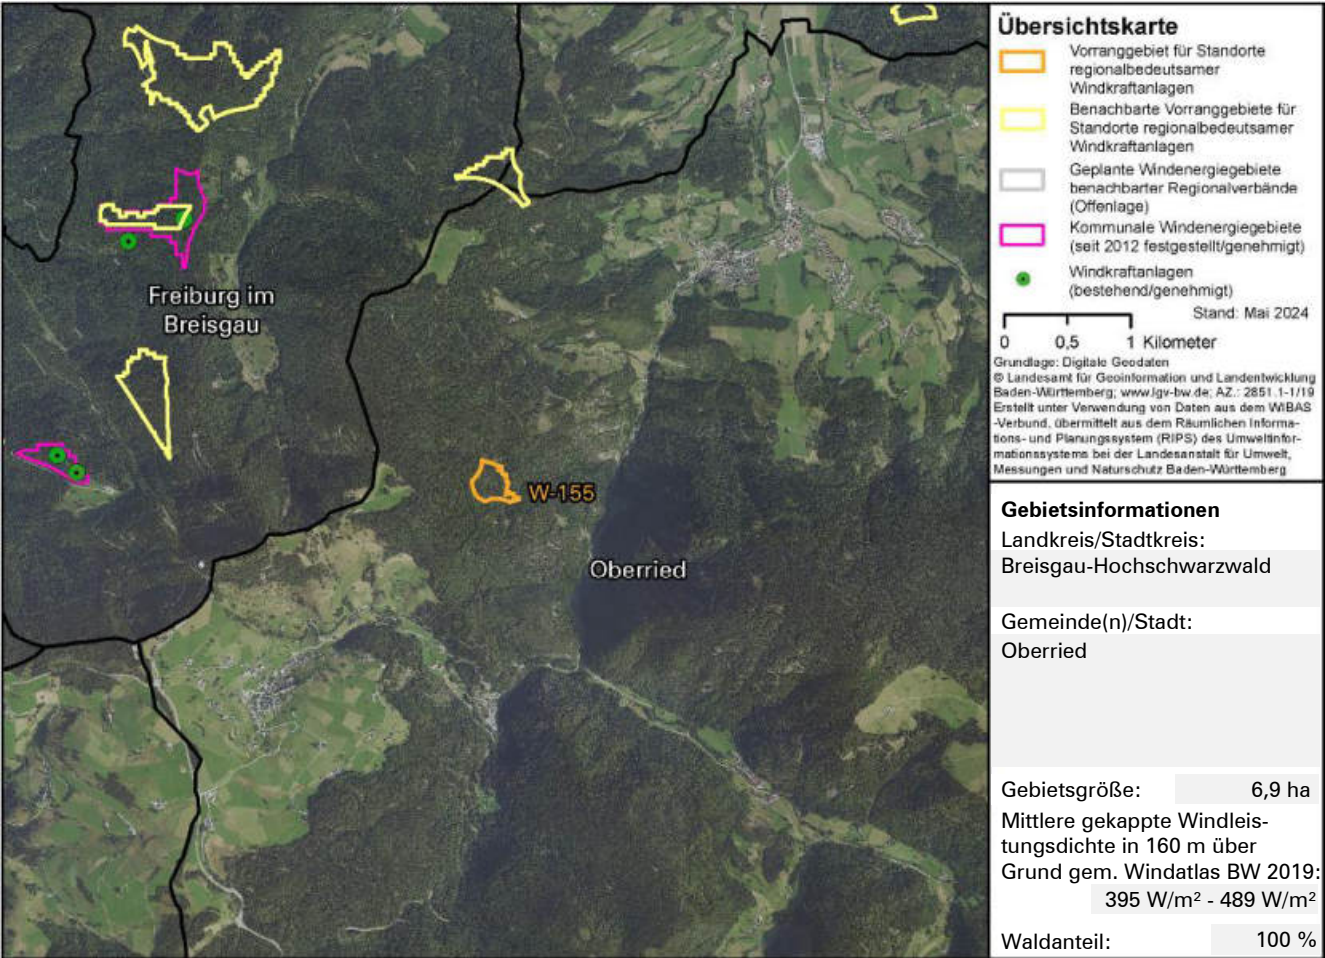 Freiburg im
Breisgau
W-155
Oberried
Übersichtskarte
Vorranggebiet für Standorte
regionalbedeutsamer
Windkraftanlagen
Benachbarte Vorranggebiete für
Standorte regionalbedeutsamer
Windkraftanlagen
Geplante Windenergiegebiete
benachbarter Regionalverbände
(Offenlage)
Kommunale Windenergiegebiete
(seit 2012 festgestellt/genehmigt)
Windkraftanlagen
(bestehend/genehmigt)
Stand: Mai 2024
0 0,5 1 Kilometer
Grundlage: Digitale Geodaten
© Landesamt für Geoinformation und Landentwicklung
Baden-Württemberg; www.lgv-bw.de; AZ.: 2851.1-1/19
Erstellt unter Verwendung von Daten aus dem WIBAS
-Verbund, übermittelt aus dem Räumlichen Informa-
tions- und Planungssystem (RIPS) des Umweltinfor-
mationssystems bei der Landesanstalt für Umwelt,
Messungen und Naturschutz Baden-Württemberg
Gebietsinformationen
Landkreis/Stadtkreis:
Breisgau-Hochschwarzwald
Gemeinde(n)/Stadt:
Oberried
Gebietsgröße: 6,9 ha
Mittlere gekappte Windleis-
tungsdichte in 160 m über
Grund gem. Windatlas BW 2019:
395 W/m² - 489 W/m²
Waldanteil: 100 %